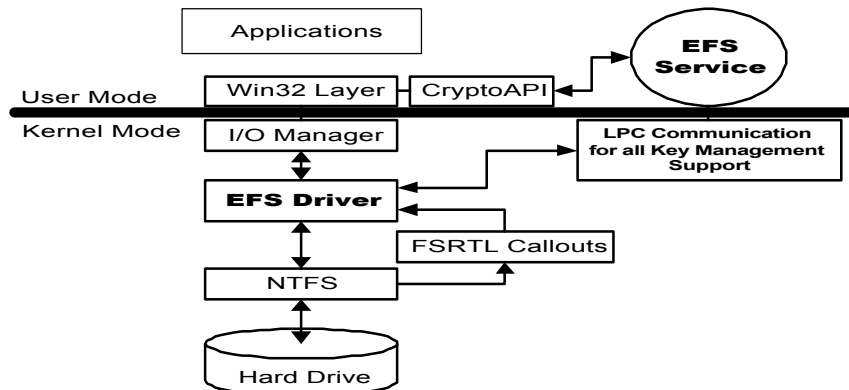 Applications
EFS
Service
Win32 Layer
CryptoAPI
User Mode
Kernel Mode
I/O Manager
LPC Communication
for all Key Management
Support
EFS Driver
FSRTL Callouts
NTFS
Hard Drive